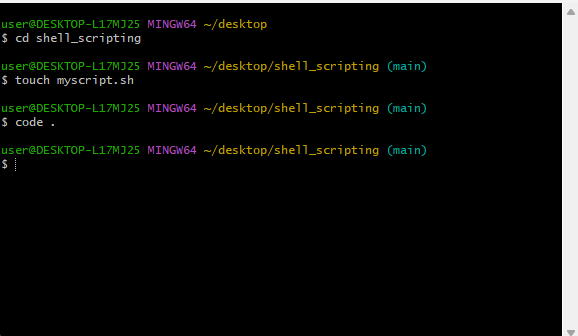 user@DESKTOP-L17MJ25 MINGW64 ~/desktop
$ cd shell_scripting
user@DESKTOP-L17MJ25 MINGW64 ~/desktop/shell_scripting (main)
$ touch myscript.sh
user@DESKTOP-L17MJ25 MINGW64 ~/desktop/shell_scripting (main)
$ code .
user@DESKTOP-L17MJ25 MINGW64 ~/desktop/shell_scripting (main)
$